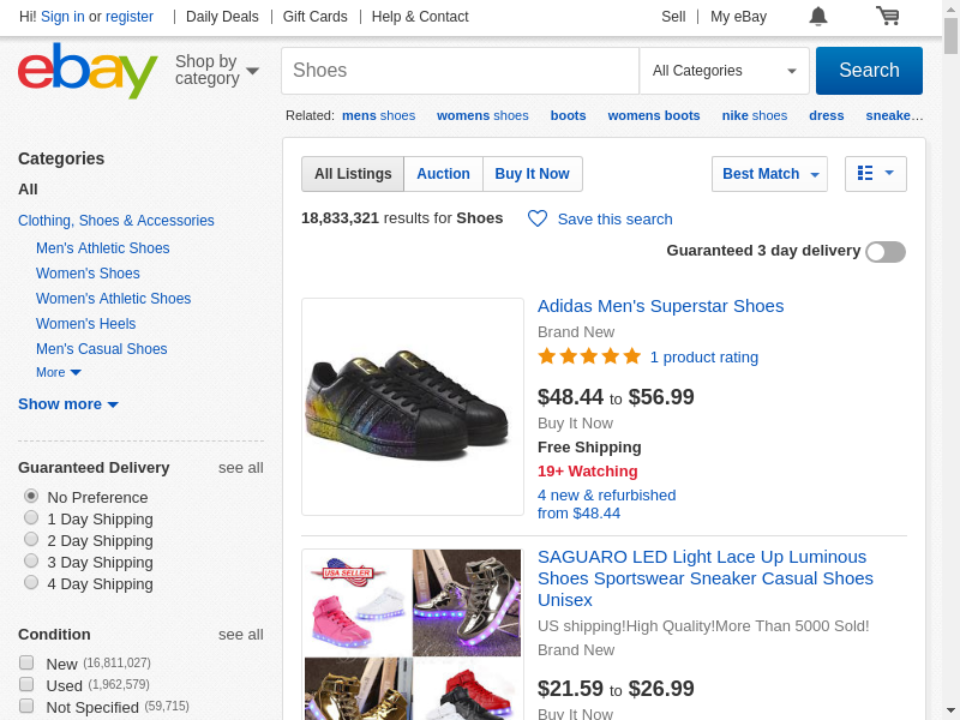 Hi! Sign in or register | Daily Deals | Gift Cards | Help & Contact
Sell | My eBay
ebay
Shop by
category
Shoes
All Categories
Search
Related: mens shoes womens shoes boots womens boots nike shoes dress sneake…
Categories
All
Clothing, Shoes & Accessories
Men's Athletic Shoes
Women's Shoes
Women's Athletic Shoes
Women's Heels
Men's Casual Shoes
More
Show more
Guaranteed Delivery see all
No Preference
1 Day Shipping
2 Day Shipping
3 Day Shipping
4 Day Shipping
Condition see all
New (16,811,027)
Used (1,962,579)
Not Specified (59,715)
All Listings Auction Buy It Now
Best Match
18,833,321 results for Shoes Save this search
Guaranteed 3 day delivery
Adidas Men's Superstar Shoes
Brand New
1 product rating
$48.44 to $56.99
Buy It Now
Free Shipping
19+ Watching
4 new & refurbished
from $48.44
USA SELLER
SAGUARO LED Light Lace Up Luminous
Shoes Sportswear Sneaker Casual Shoes
Unisex
US shipping!High Quality!More Than 5000 Sold!
Brand New
$21.59 to $26.99
Buy It Now